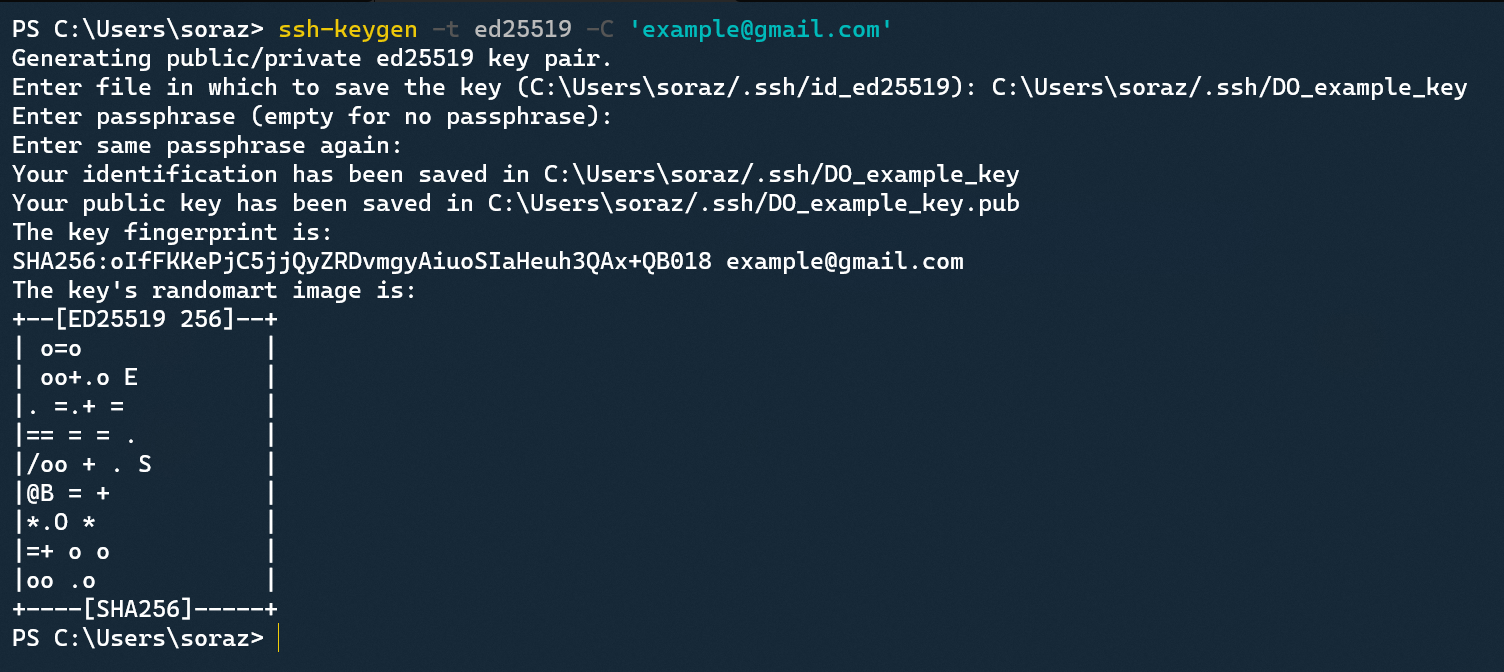 PS C:\Users\soraz> ssh-keygen -t ed25519 -C 'example@gmail.com'
Generating public/private ed25519 key pair.
Enter file in which to save the key (C:\Users\soraz/.ssh/id_ed25519): C:\Users\soraz/.ssh/DO_example_key
Enter passphrase (empty for no passphrase):
Enter same passphrase again:
Your identification has been saved in C:\Users\soraz/.ssh/DO_example_key
Your public key has been saved in C:\Users\soraz/.ssh/DO_example_key.pub
The key fingerprint is:
SHA256:oIfFKKePjC5jjQyZRDvmgyAiuoSIaHeuh3QAx+QB018 example@gmail.com
The key's randomart image is:
+--[ED25519 256]--+
| o=o             |
| oo+.o E         |
|. =.+ =          |
|== = = .         |
|/oo + . S        |
|@B = +           |
|*.O *            |
|=+ o o           |
|oo .o            |
+----[SHA256]-----+
PS C:\Users\soraz>